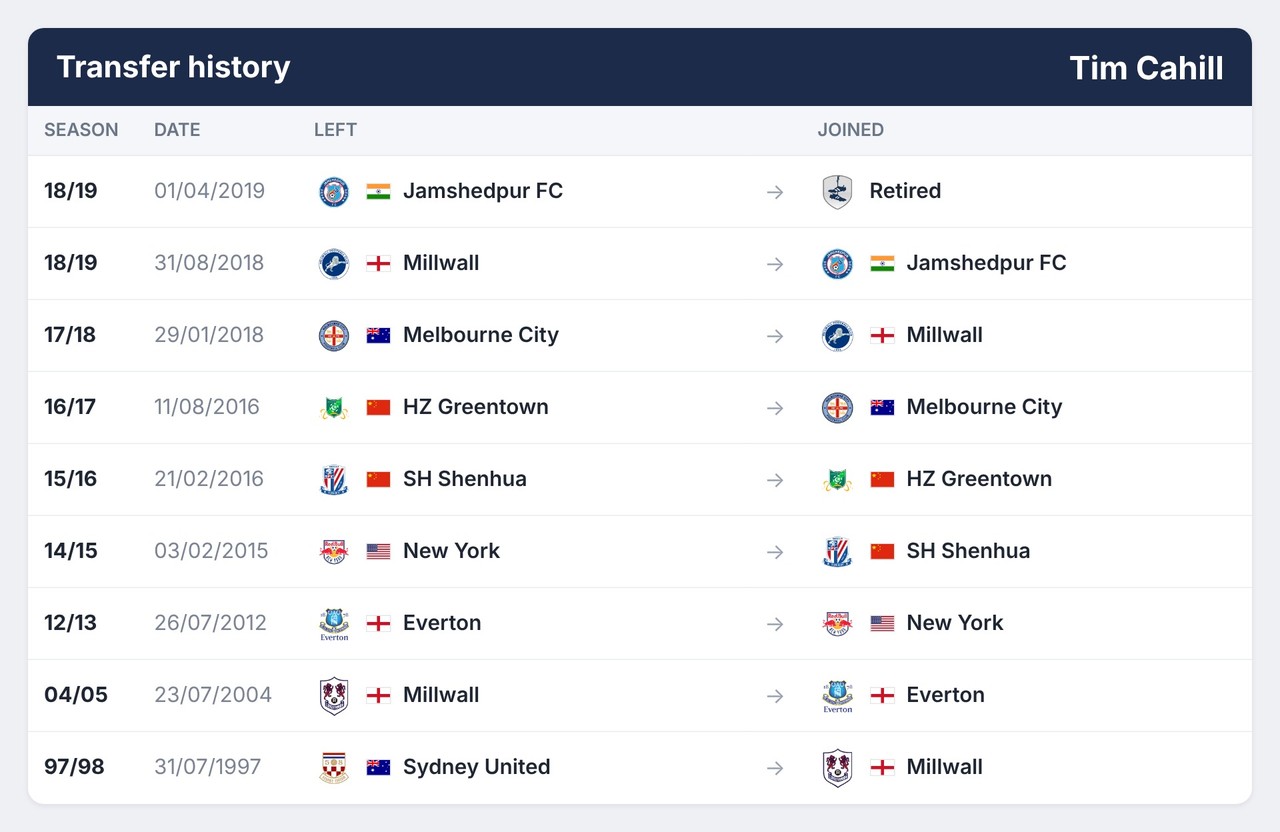 Transfer history Tim Cahill
SEASON DATE LEFT JOINED
18/19 01/04/2019 Jamshedpur FC → Retired
18/19 31/08/2018 Millwall → Jamshedpur FC
17/18 29/01/2018 Melbourne City → Millwall
16/17 11/08/2016 HZ Greentown → Melbourne City
15/16 21/02/2016 SH Shenhua → HZ Greentown
14/15 03/02/2015 New York → SH Shenhua
12/13 26/07/2012 Everton Everton → New York
04/05 23/07/2004 Millwall → Everton Everton
97/98 31/07/1997 Sydney United → Millwall